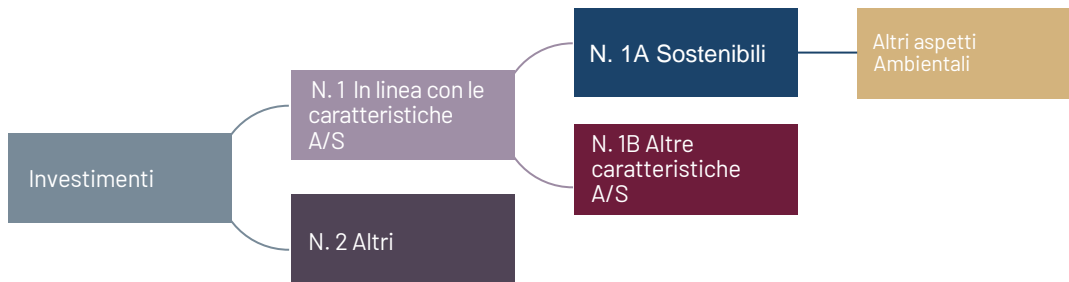 Investimenti
N. 1 In linea con le
caratteristiche
A/S
N. 2 Altri
N. 1A Sostenibili
N. 1B Altre
caratteristiche
A/S
Altri aspetti
Ambientali